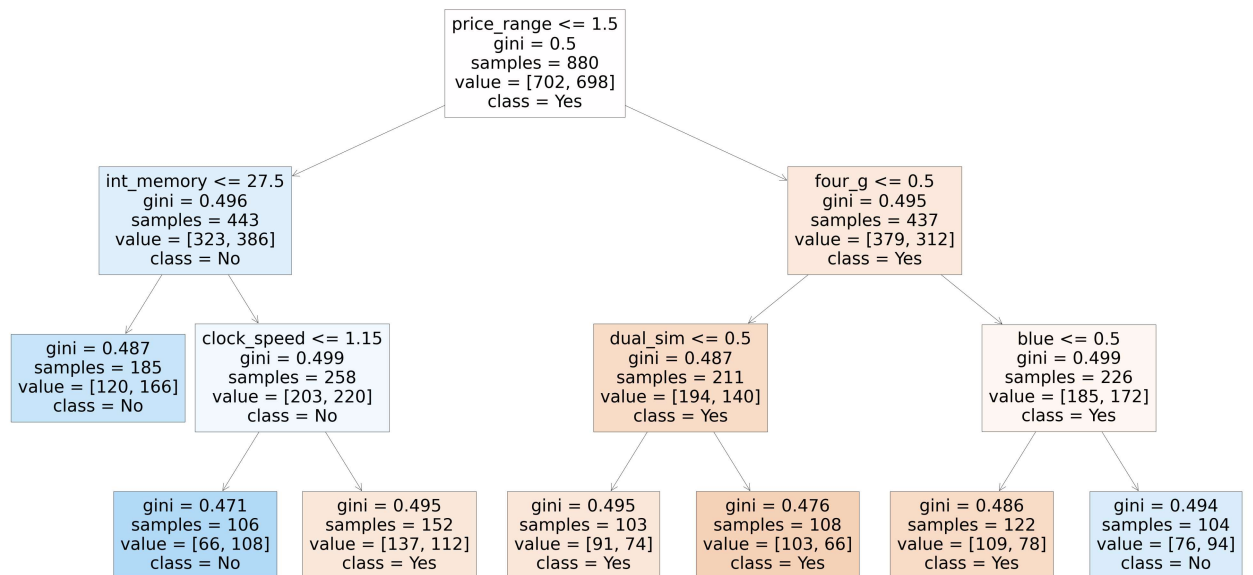 price_range <= 1.5
gini = 0.5
samples = 880
value = [702, 698]
class = Yes
int_memory <= 27.5
gini = 0.496
samples = 443
value = [323, 386]
class = No
four_g <= 0.5
gini = 0.495
samples = 437
value = [379, 312]
class = Yes
gini = 0.487
samples = 185
value = [120, 166]
class = No
clock_speed <= 1.15
gini = 0.499
samples = 258
value = [203, 220]
class = No
dual_sim <= 0.5
gini = 0.487
samples = 211
value = [194, 140]
class = Yes
blue <= 0.5
gini = 0.499
samples = 226
value = [185, 172]
class = Yes
gini = 0.471
samples = 106
value = [66, 108]
class = No
gini = 0.495
samples = 152
value = [137, 112]
class = Yes
gini = 0.495
samples = 103
value = [91, 74]
class = Yes
gini = 0.476
samples = 108
value = [103, 66]
class = Yes
gini = 0.486
samples = 122
value = [109, 78]
class = Yes
gini = 0.494
samples = 104
value = [76, 94]
class = No